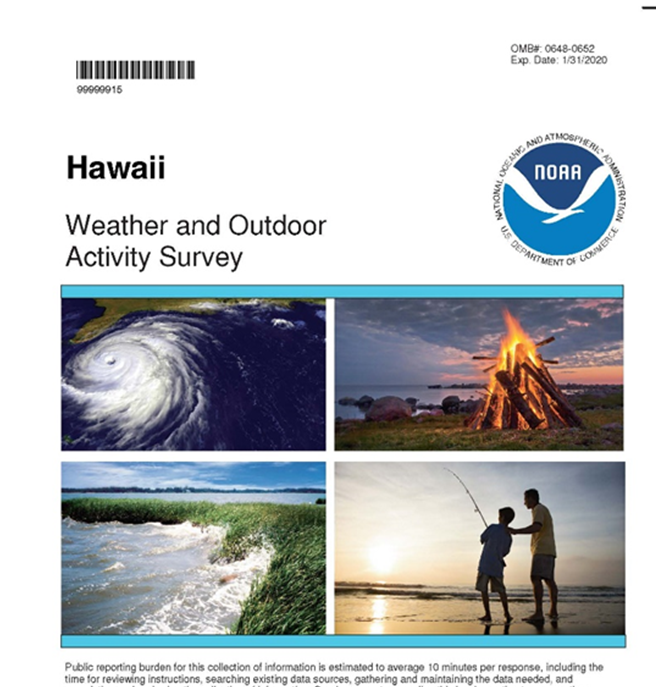 OMB#: 0648-0652
Exp. Date: 1/31/2020
99999915
Hawaii
NATIONAL OCEANIC AND ATMOSPHERIC ADMINISTRATION
NOAA
U.S. DEPARTMENT OF COMMERCE
Weather and Outdoor
Activity Survey
Public reporting burden for this collection of information is estimated to average 10 minutes per response, including the
time for reviewing instructions, searching existing data sources, gathering and maintaining the data needed, and